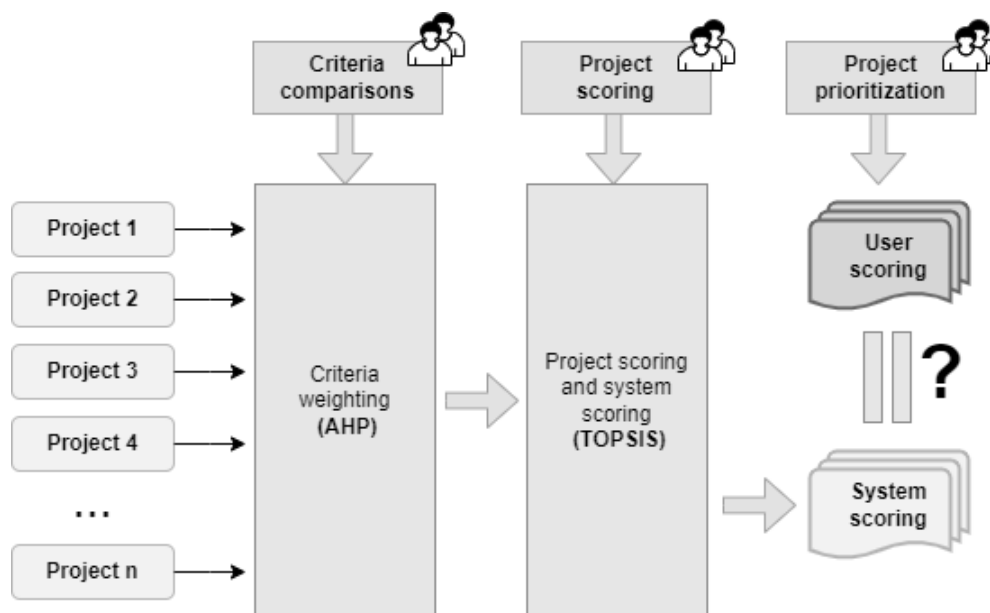 Criteria
comparisons
Project
scoring
Project
prioritization
Project 1
Project 2
Project 3
Project 4
...
Project n
Criteria
weighting
(AHP)
Project scoring
and system
scoring
(TOPSIS)
User
scoring
?
System
scoring